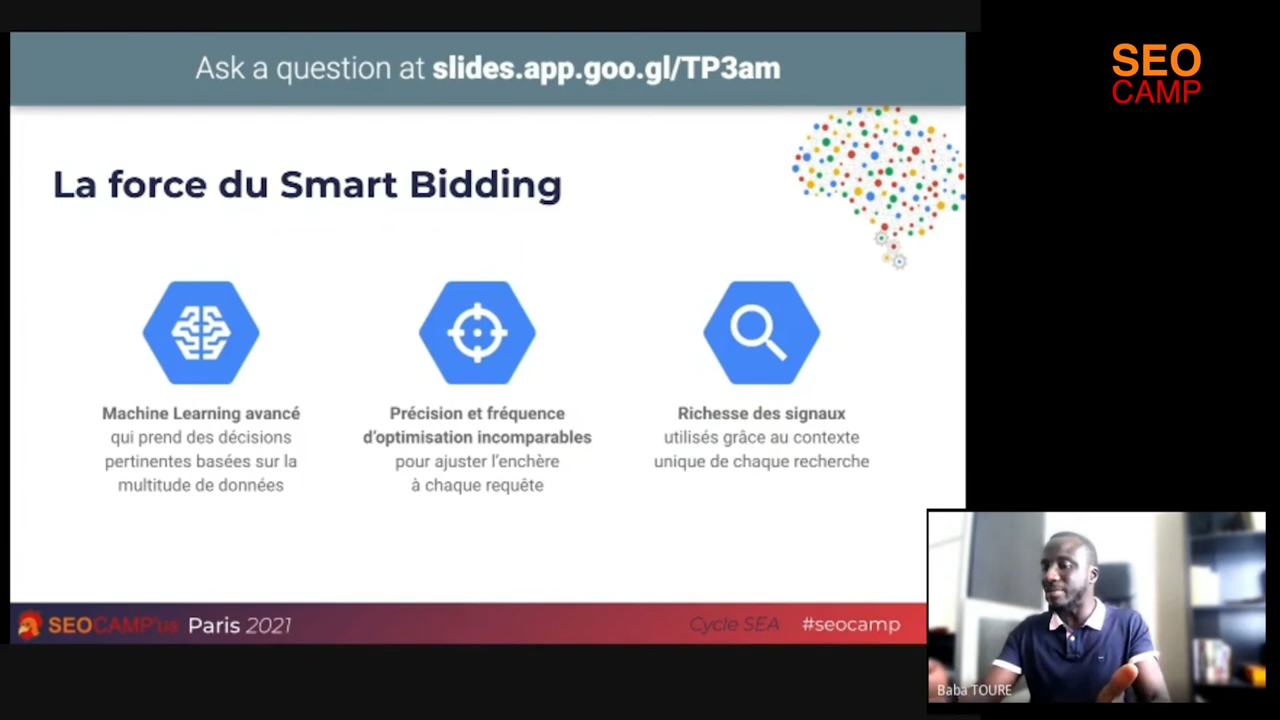 Ask a question at slides.app.goo.gl/TP3am
SEO
CAMP
La force du Smart Bidding
Machine Learning avancé
qui prend des décisions
pertinentes basées sur la
multitude de données
Précision et fréquence
d'optimisation incomparables
pour ajuster l'enchère
à chaque requête
Richesse des signaux
utilisés grâce au contexte
unique de chaque recherche
SEOCAMP'us Paris 2021
Cycle SEA #seocamp
Baba TOURE